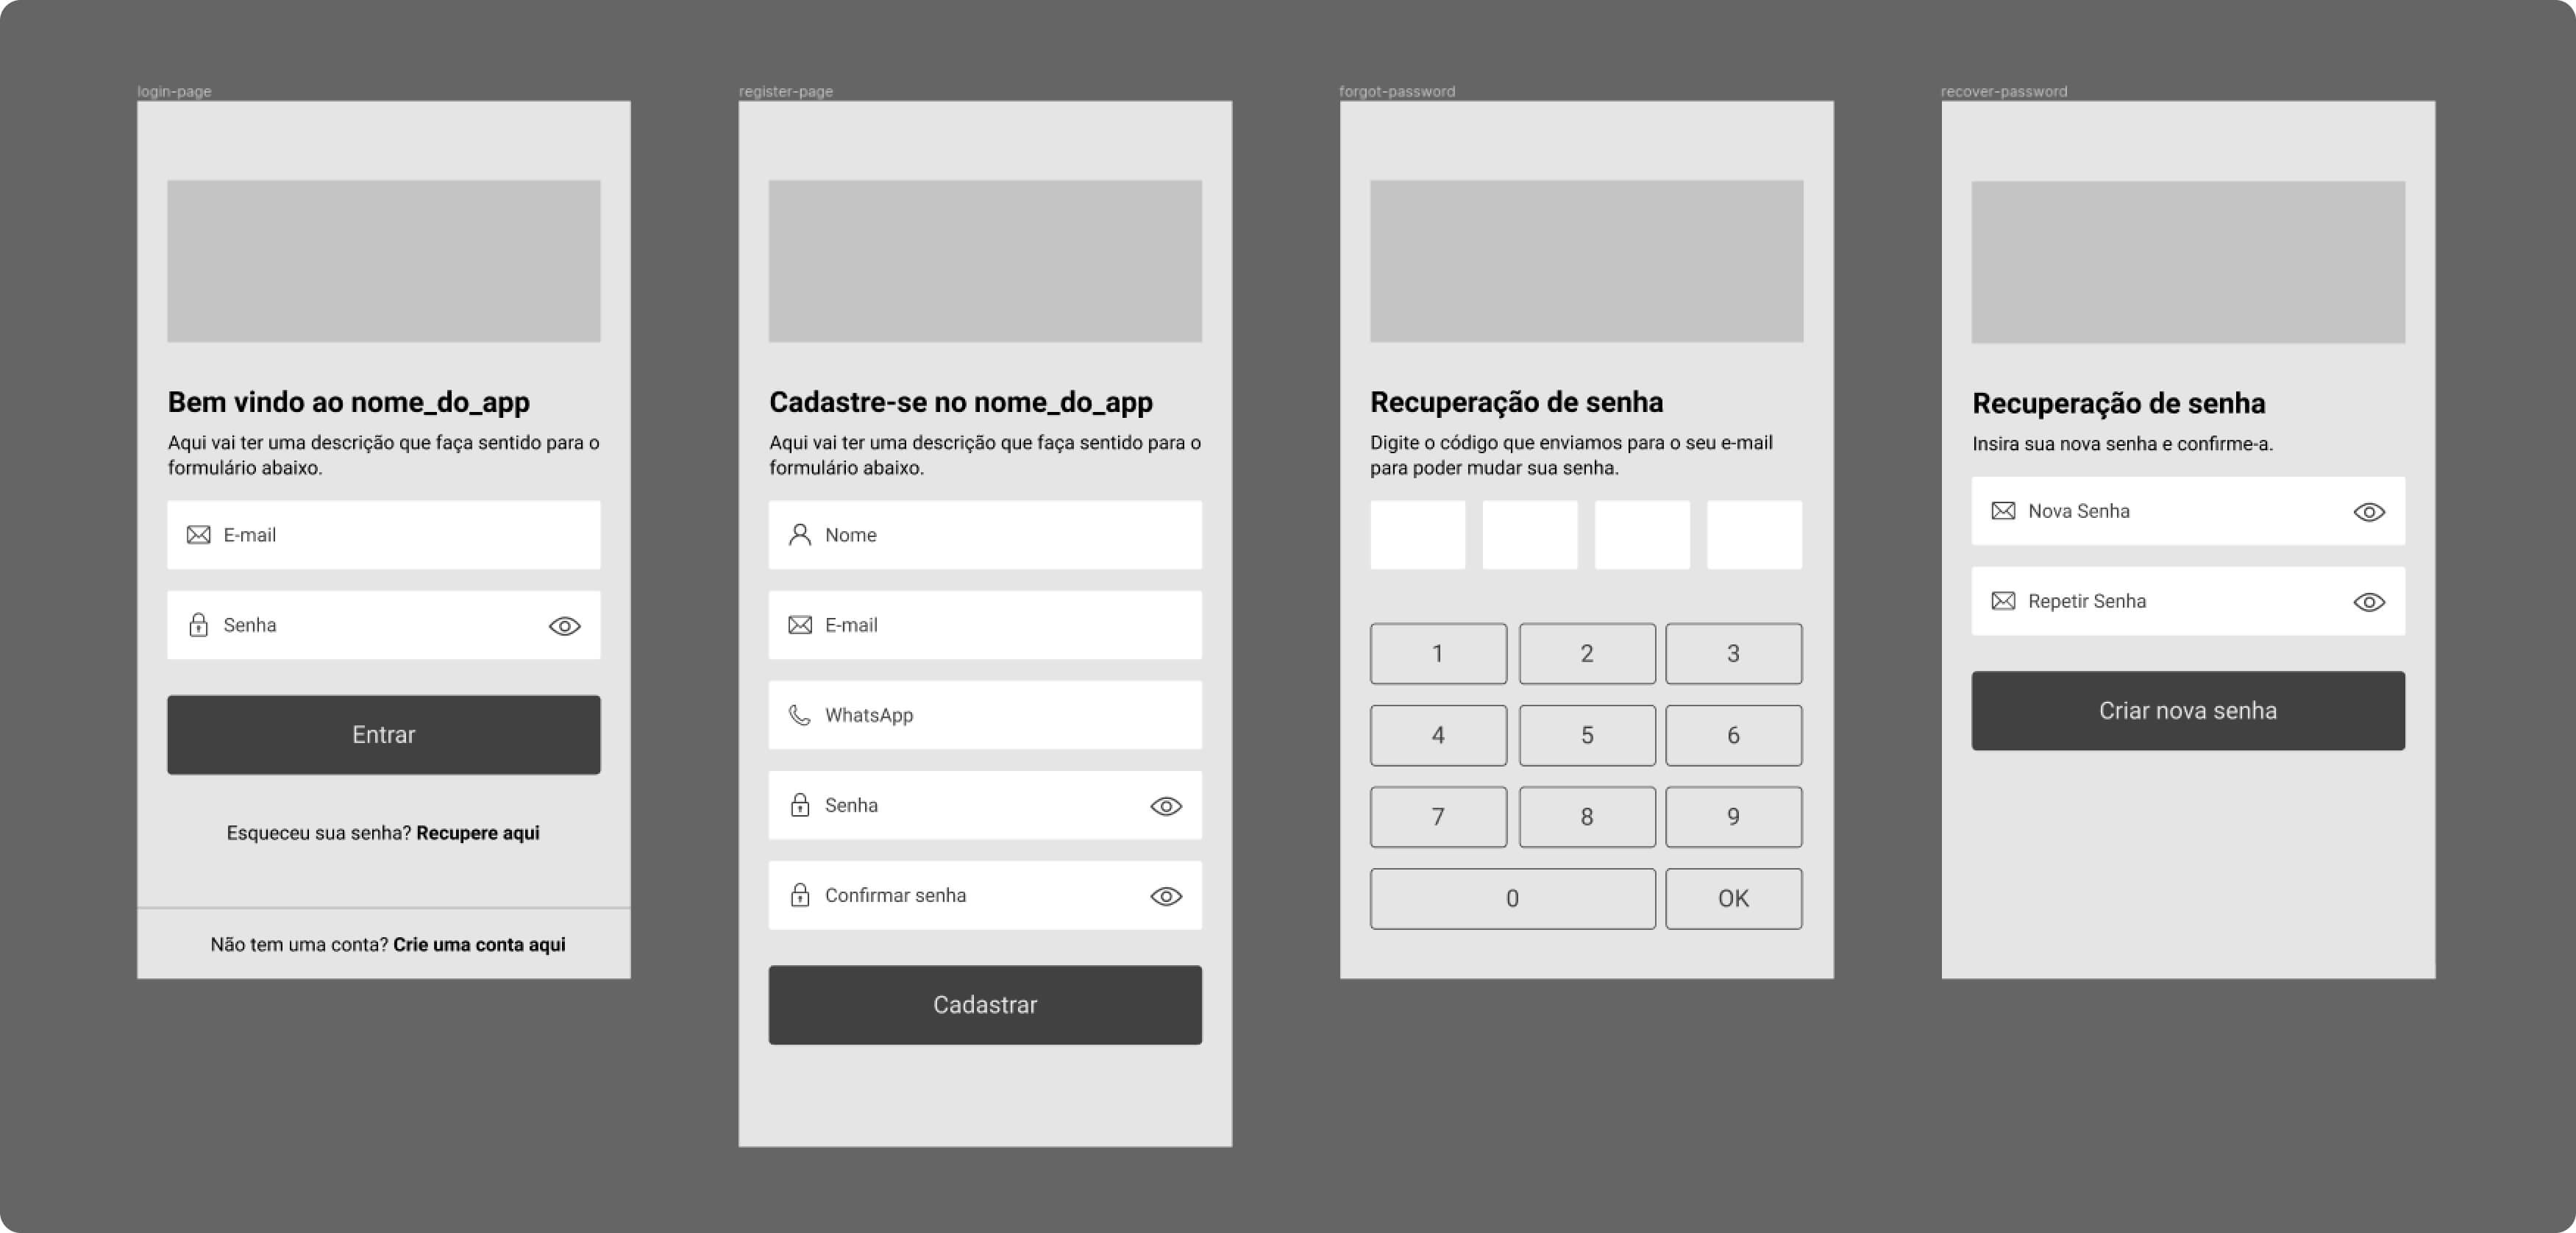 login-page
Bem vindo ao nome_do_app
Aqui vai ter uma descrição que faça sentido para o
formulário abaixo.
E-mail
Senha
Entrar
Esqueceu sua senha? Recupere aqui
Não tem uma conta? Crie uma conta aqui
register-page
Cadastre-se no nome_do_app
Aqui vai ter uma descrição que faça sentido para o
formulário abaixo.
Nome
E-mail
WhatsApp
Senha
Confirmar senha
Cadastrar
forgot-password
Recuperação de senha
Digite o código que enviamos para o seu e-mail
para poder mudar sua senha.
1 2 3
4 5 6
7 8 9
0 OK
recover-password
Recuperação de senha
Insira sua nova senha e confirme-a.
Nova Senha
Repetir Senha
Criar nova senha